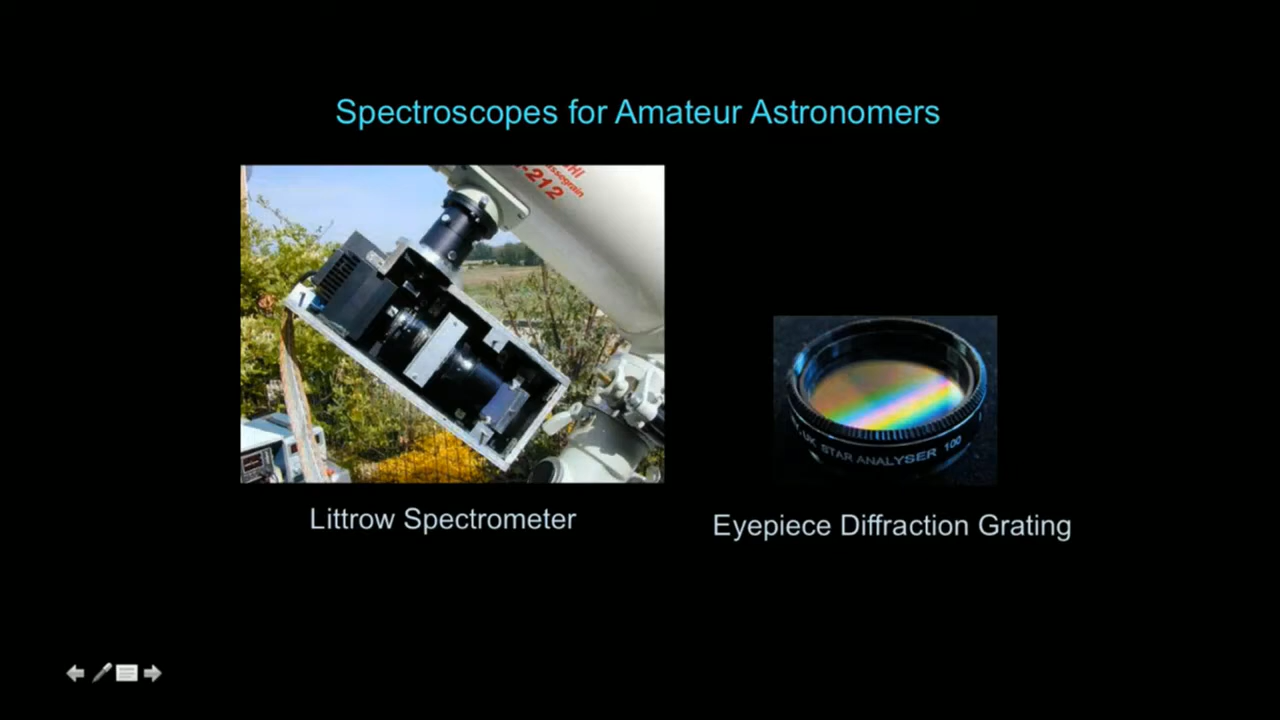 Spectroscopes for Amateur Astronomers
-212
Littrow Spectrometer
STAR ANALYSER 100
Eyepiece Diffraction Grating